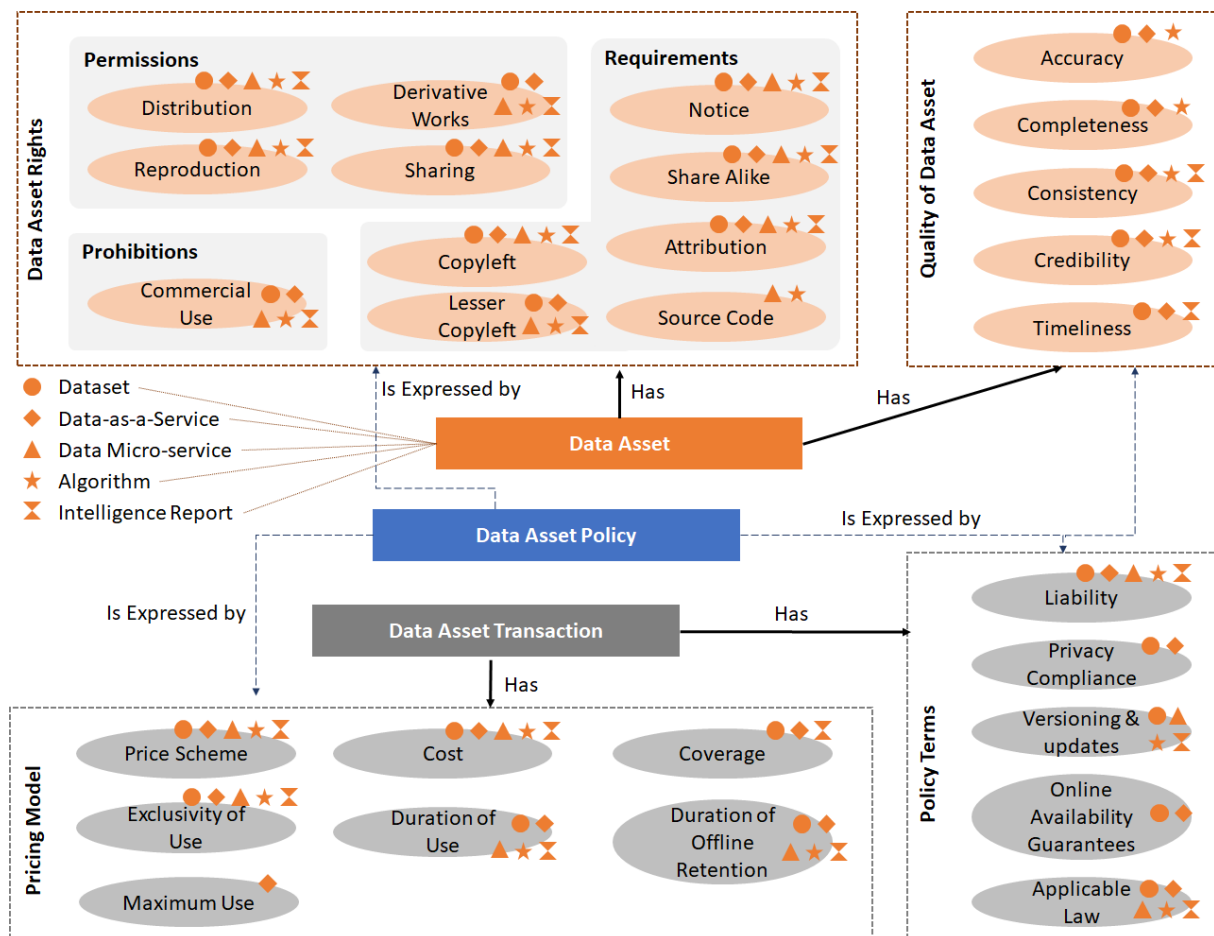 Data Asset Rights
Permissions
Distribution
Derivative
Works
Reproduction
Sharing
Requirements
Notice
Share Alike
Attribution
Source Code
Prohibitions
Commercial
Use
Copyleft
Lesser
Copyleft
Quality of Data Asset
Accuracy
Completeness
Consistency
Credibility
Timeliness
Dataset
Data-as-a-Service
Data Micro-service
Algorithm
Intelligence Report
Is Expressed by
Has
Has
Data Asset
Data Asset Policy
Is Expressed by
Is Expressed by
Data Asset Transaction
Has
Has
Policy Terms
Liability
Privacy
Compliance
Versioning &
updates
Online
Availability
Guarantees
Applicable
Law
Pricing Model
Price Scheme
Cost
Coverage
Exclusivity of
Use
Duration of
Use
Duration of
Offline
Retention
Maximum Use